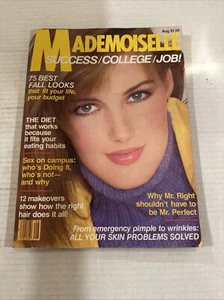 Aug $1.50
MADEMOISELLE
SUCCESS/COLLEGE/JOB!
75 BEST
FALL LOOKS
that fit your life,
your budget
THE DIET
that works
because
it fits your
eating habits
Sex on campus:
who's Doing It,
who's not—
and why
12 makeovers
show how the right
hair does it all!
Why Mr. Right
shouldn't have to
be Mr. Perfect
From emergency pimple to wrinkles:
ALL YOUR SKIN PROBLEMS SOLVED